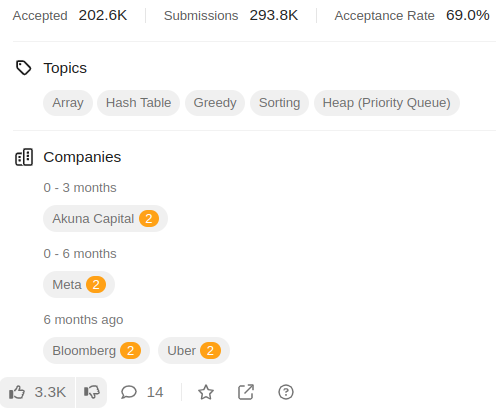 Accepted 202.6K Submissions 293.8K Acceptance Rate 69.0%
Topics
Array Hash Table Greedy Sorting Heap (Priority Queue)
Companies
0 - 3 months
Akuna Capital 2
0 - 6 months
Meta 2
6 months ago
Bloomberg 2 Uber 2
3.3K 14